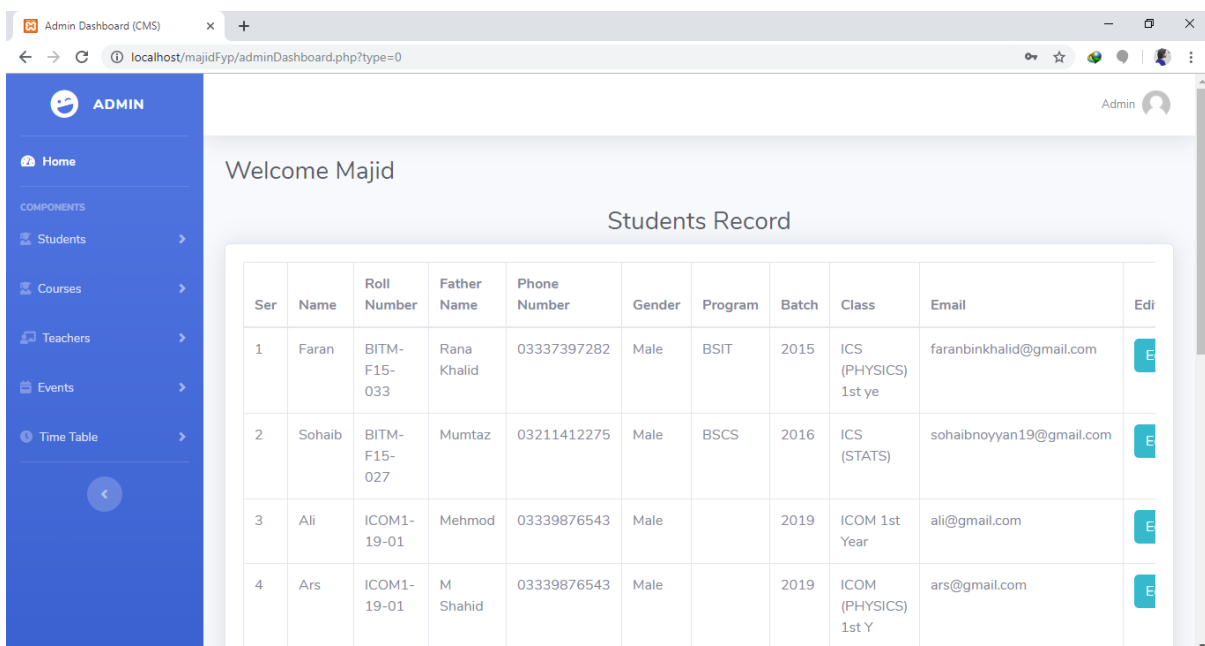 Admin Dashboard (CMS)
localhost/majidFyp/adminDashboard.php?type=0
ADMIN
Admin
Home
Welcome Majid
COMPONENTS
Students
Courses
Teachers
Events
Time Table
Students Record
Ser Name Roll Number Father Name Phone Number Gender Program Batch Class Email Edi
1 Faran BITM- Rana 03337397282 Male BSIT 2015 ICS faranbinkhalid@gmail.com E
F15- Khalid (PHYSICS)
033 1st ye
2 Sohaib BITM- Mumtaz 03211412275 Male BSCS 2016 ICS sohaibnoyyan19@gmail.com E
F15- (STATS)
027
3 Ali ICOM1- Mehmod 03339876543 Male 2019 ICOM 1st ali@gmail.com E
19-01 Year
4 Ars ICOM1- M 03339876543 Male 2019 ICOM ars@gmail.com E
19-01 Shahid (PHYSICS)
1st Y